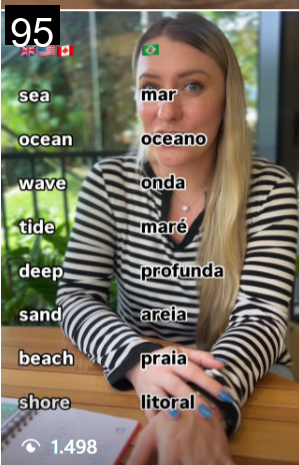 95
sea mar
ocean oceano
wave onda
tide maré
deep profunda
sand areia
beach praia
shore litoral
1.498